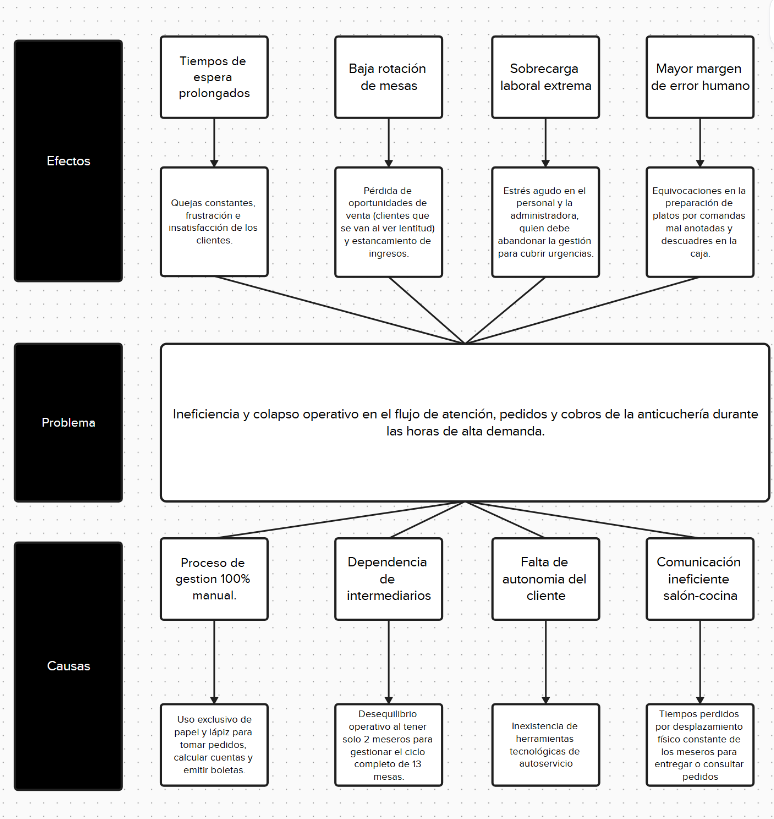 Efectos
Tiempos de
espera
prolongados
Baja rotación
de mesas
Sobrecarga
laboral extrema
Mayor margen
de error humano
Quejas constantes,
frustración e
insatisfacción de los
clientes.
Pérdida de
oportunidades de
venta (clientes que
se van al ver lentitud)
y estancamiento de
ingresos.
Estrés agudo en el
personal y la
administradora,
quien debe
abandonar la gestión
para cubrir urgencias.
Equivocaciones en la
preparación de
platos por comandas
mal anotadas y
descuadres en la
caja.
Problema
Ineficiencia y colapso operativo en el flujo de atención, pedidos y cobros de la anticuchería durante
las horas de alta demanda.
Causas
Proceso de
gestion 100%
manual.
Dependencia
de
intermediarios
Falta de
autonomia del
cliente
Comunicación
ineficiente
salón-cocina
Uso exclusivo de
papel y lápiz para
tomar pedidos,
calcular cuentas y
emitir boletas.
Desequilibrio
operativo al tener
solo 2 meseros para
gestionar el ciclo
completo de 13
mesas.
Inexistencia de
herramientas
tecnológicas de
autoservicio
Tiempos perdidos
por desplazamiento
físico constante de
los meseros para
entregar o consultar
pedidos